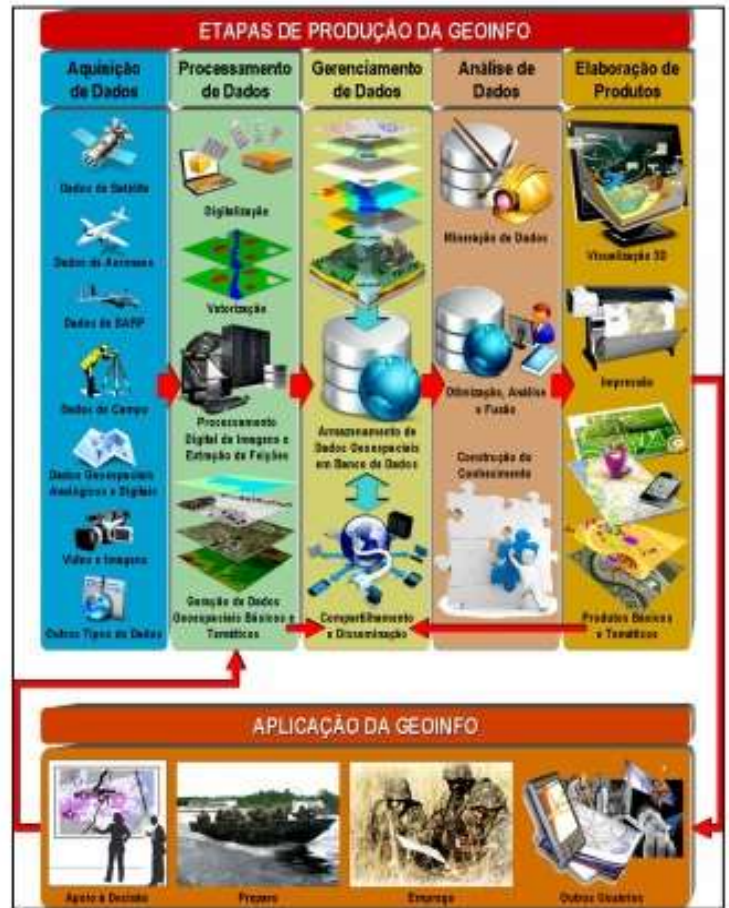 ETAPAS DE PRODUÇÃO DA GEOINFO
Aquisição
de Dados
Processamento
de Dados
Gerenciamento
de Dados
Análise de
Dados
Elaboração de
Produtos
Dados de Satélite
Dados de Aeronave
Dados de SARP
Dados de Campo
Dados Geoespaciais
Analógicos e Digitais
Vídeo e Imagens
Outros Tipos de Dados
Digitalização
Vetorização
Processamento
Digital de Imagens e
Extração de Feições
Geração de Dados
Geoespaciais Básicos e
Temáticos
Armazenamento de
Dados Geoespaciais
em Banco de Dados
Compartilhamento
e Disseminação
Mineração de Dados
Otimização, Análise
e Fusão
Construção do
Conhecimento
Visualização 3D
Impressão
Produtos Básicos
e Temáticos
APLICAÇÃO DA GEOINFO
Apoio à Decisão
Preparo
Emprego
Outros Usuários